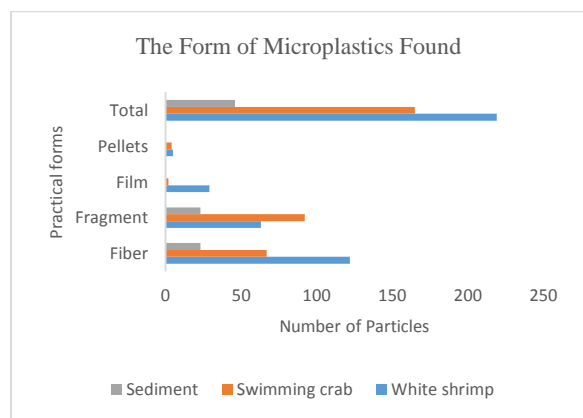 The Form of Microplastics Found
Practical forms
Total
Pellets
Film
Fragment
Fiber
0 50 100 150 200 250
Number of Particles
Sediment Swimming crab White shrimp